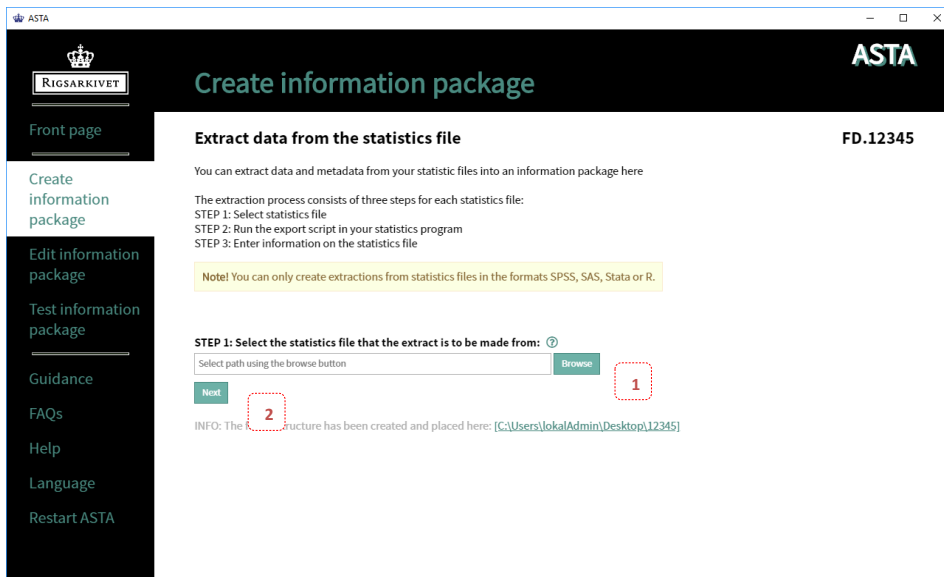 ASTA
RIGSARKIVET
ASTA
Create information package
Front page
Create
information
package
Edit information
package
Test information
package
Guidance
FAQs
Help
Language
Restart ASTA
Extract data from the statistics file
FD.12345
You can extract data and metadata from your statistic files into an information package here
The extraction process consists of three steps for each statistics file:
STEP 1: Select statistics file
STEP 2: Run the export script in your statistics program
STEP 3: Enter information on the statistics file
Note! You can only create extractions from statistics files in the formats SPSS, SAS, Stata or R.
STEP 1: Select the statistics file that the extract is to be made from: ?
Select path using the browse button
Browse
1
Next
2
INFO: The structure has been created and placed here: [C:\Users\lokalAdmin\Desktop\12345]